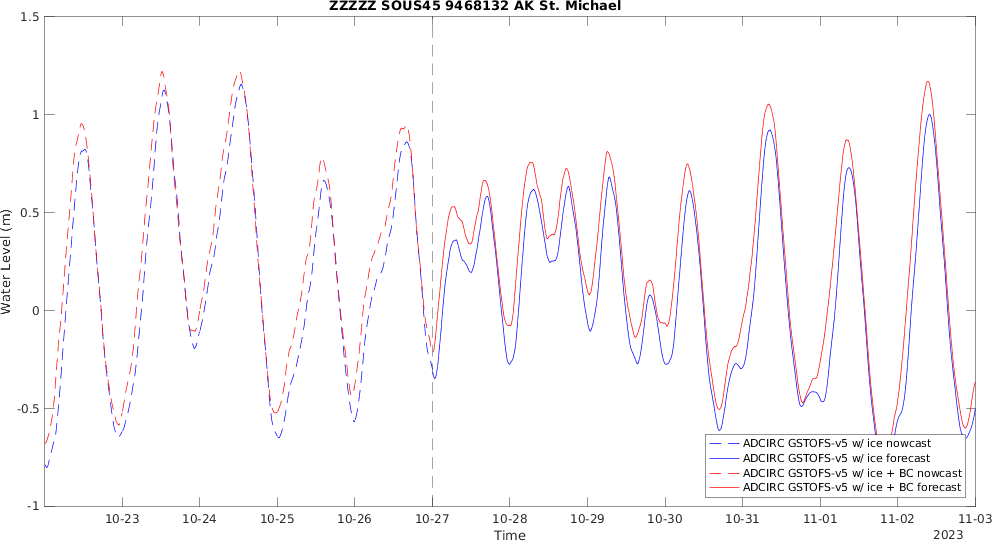 ZZZZZ SOUS45 9468132 AK St. Michael
1.5
1
0.5
0
-0.5
-1
Water Level (m)
10-23
10-24
10-25
10-26
10-27
10-28
10-29
10-30
10-31
11-01
11-02
11-03
2023
Time
ADCIRC GSTOFS-v5 w/ ice nowcast
ADCIRC GSTOFS-v5 w/ ice forecast
ADCIRC GSTOFS-v5 w/ ice + BC nowcast
ADCIRC GSTOFS-v5 w/ ice + BC forecast